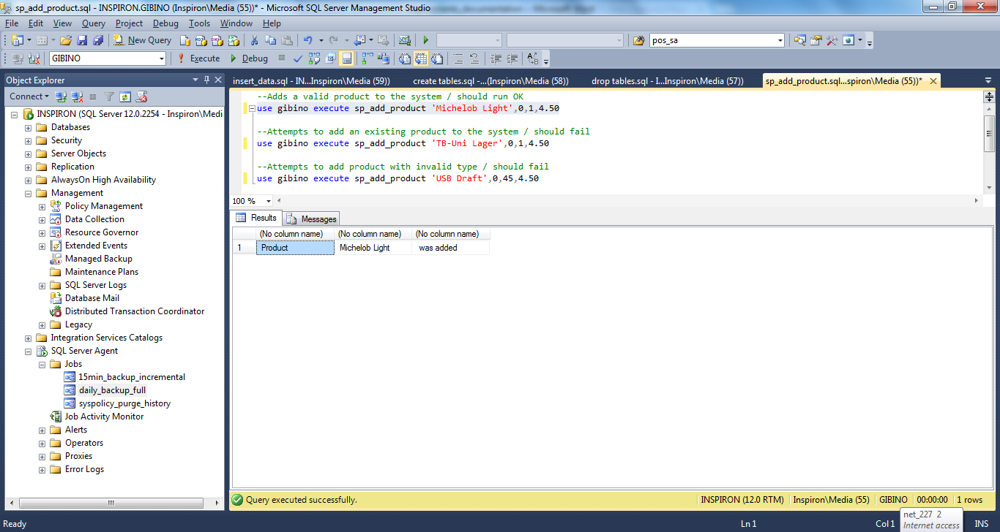 sp_add_product.sql - INSPIRON.GIBINO (Inspiron\Media (55))* - Microsoft SQL Server Management Studio
File Edit View Query Project Debug Tools Window Help
New Query
pos_sa
GIBINO
Execute
Debug
Object Explorer
Connect
INSPIRON (SQL Server 12.0.2254 - Inspiron\Medi
Databases
Security
Server Objects
Replication
AlwaysOn High Availability
Management
Policy Management
Data Collection
Resource Governor
Extended Events
Managed Backup
Maintenance Plans
SQL Server Logs
Database Mail
Distributed Transaction Coordinator
Legacy
Integration Services Catalogs
SQL Server Agent
Jobs
15min_backup_incremental
daily_backup_full
syspolicy_purge_history
Job Activity Monitor
Alerts
Operators
Proxies
Error Logs
insert_data.sql - IN...Inspiron\Media (59))
create tables.sql -...(Inspiron\Media (58))
drop tables.sql - I...Inspiron\Media (57))
sp_add_product.sql...spiron\Media (55))*
--Adds a valid product to the system / should run OK
use gibino execute sp_add_product 'Michelob Light',0,1,4.50
--Attempts to add an existing product to the system / should fail
use gibino execute sp_add_product 'TB-Uni Lager',0,1,4.50
--Attempts to add product with invalid type / should fail
use gibino execute sp_add_product 'USB Draft',0,45,4.50
100 %
Results
Messages
(No column name) (No column name) (No column name)
1 Product Michelob Light was added
Query executed successfully.
INSPIRON (12.0 RTM) Inspiron\Media (55) GIBINO 00:00:00 1 rows
net_227 2
Internet access
Ready
Ln 1
Col 1
INS